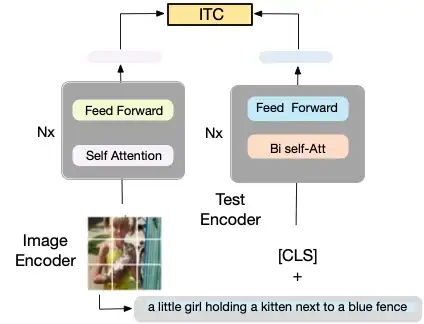 ITC
Feed Forward
Self Attention
Nx
Feed Forward
Bi self-Att
Nx
Test
Encoder
Image
Encoder
[CLS]
+
a little girl holding a kitten next to a blue fence